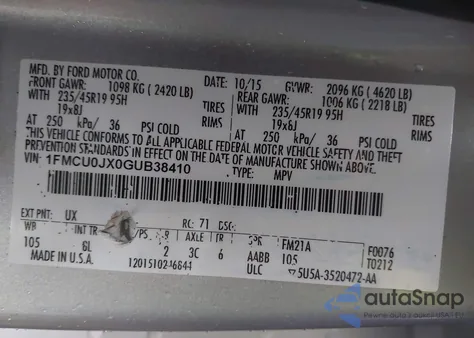 MFD. BY FORD MOTOR CO.
DATE: 10/15 GVWR: 2096 KG ( 4620 LB)
FRONT GAWR: 1098 KG ( 2420 LB)
REAR GAWR: 1006 KG ( 2218 LB)
WITH 235/45R19 95H TIRES
WITH 235/45R19 95H TIRES
19x8J
19x8J
AT 250 kPa/ 36 PSI COLD
AT 250 kPa/ 36 PSI COLD
THIS VEHICLE CONFORMS TO ALL APPLICABLE FEDERAL MOTOR VEHICLE SAFETY AND THEFT
PREVENTION STANDARDS IN EFFECT ON THE DATE OF MANUFACTURE SHOWN ABOVE.
VIN: 1FMCU0JX0GUB38410
TYPE: MPV
EXT PNT: UX RC: 71 DSO: F0076
WB INT TR /PS R AXLE TR SPR FM21A T0212
105 6L 2 3C 6 AABB 105
MADE IN U.S.A. ULC
5U5A-3520472-AA
autoSnap